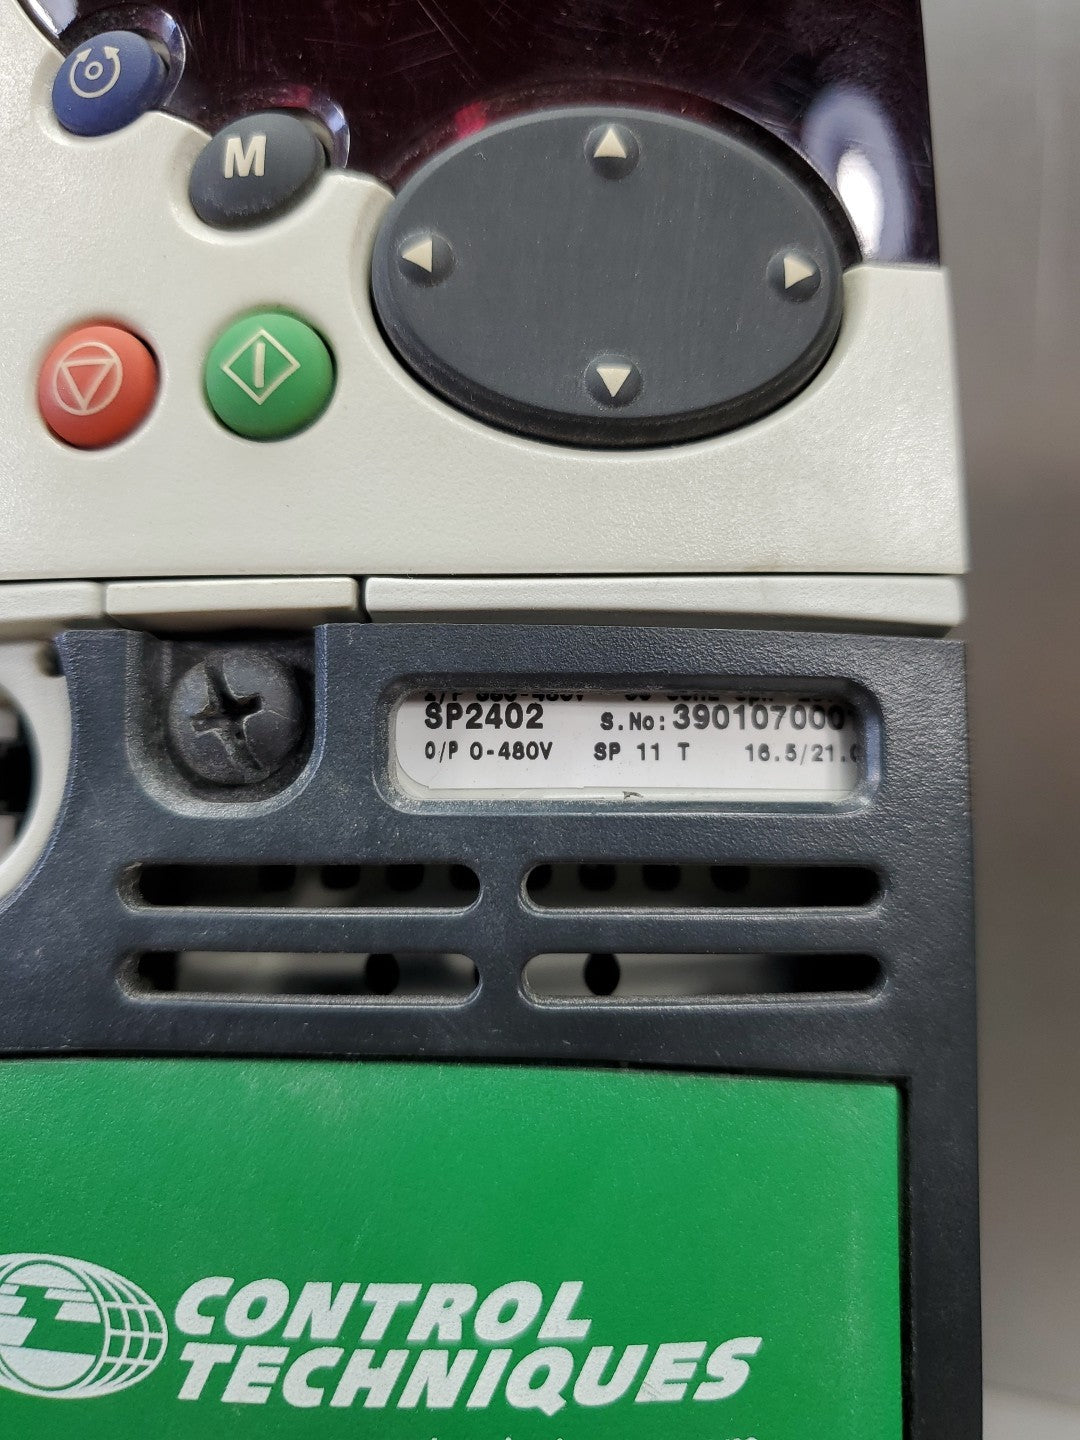 M
SP2402 S.No: 390107000
O/P 0-480V SP 11 T 16.5/21.
CONTROL
TECHNIQUES